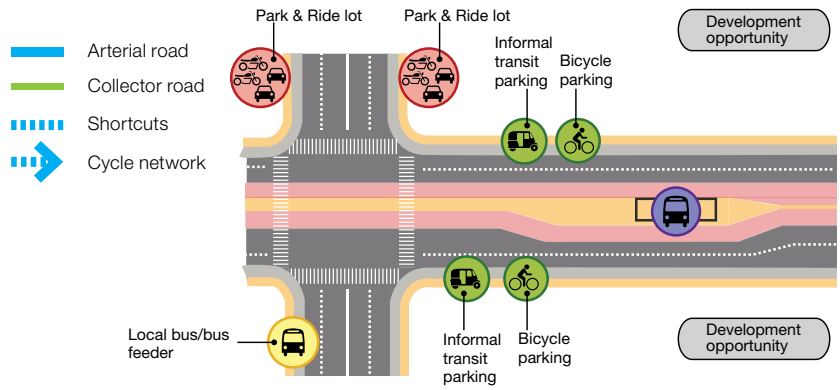 Park & Ride lot
Park & Ride lot
Arterial road
Collector road
Shortcuts
Cycle network
Informal
transit
parking
Bicycle
parking
Development
opportunity
Local bus/bus
feeder
Informal
transit
parking
Bicycle
parking
Development
opportunity